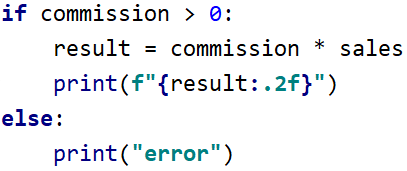 if commission > 0:
    result = commission * sales
    print(f"{result:.2f}")
else:
    print("error")